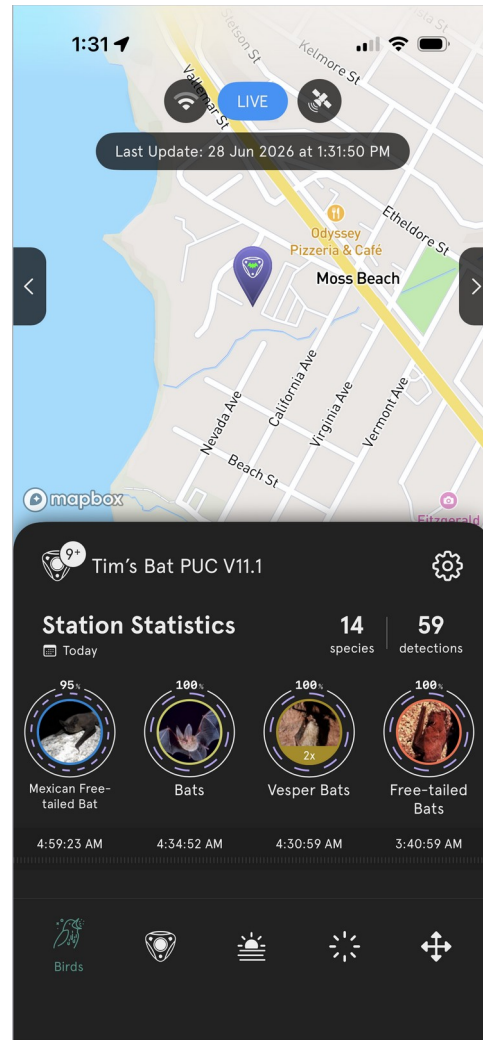 1:31
Stetson St
Kelmore St
Vallemar St
LIVE
Last Update: 28 Jun 2026 at 1:31:50 PM
Etheldore St
Odyssey
Pizzeria & Café
Moss Beach
California Ave
Nevada Ave
Virginia Ave
Vermont Ave
Beach St
mapbox
Fitzgerald
9+
Tim's Bat PUC V11.1
Station Statistics
14
59
Today
species
detections
95%
100%
100%
100%
2x
Mexican Free-
tailed Bat
Bats
Vesper Bats
Free-tailed
Bats
4:59:23 AM
4:34:52 AM
4:30:59 AM
3:40:59 AM
Birds